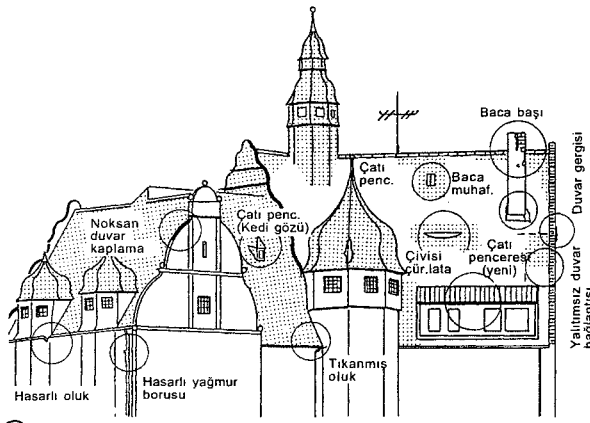 Baca başı
Duvar gergisi
Çatı
penc.
Baca
muhaf.
Noksan
duvar
kaplama
Çatı penc.
(Kedi gözü)
Çivisi
çür.lata
Çatı
penceresi
(yeni)
Yalıtımsız duvar
bağlantısı
Tıkanmış
oluk
Hasarlı oluk
Hasarlı yağmur
borusu